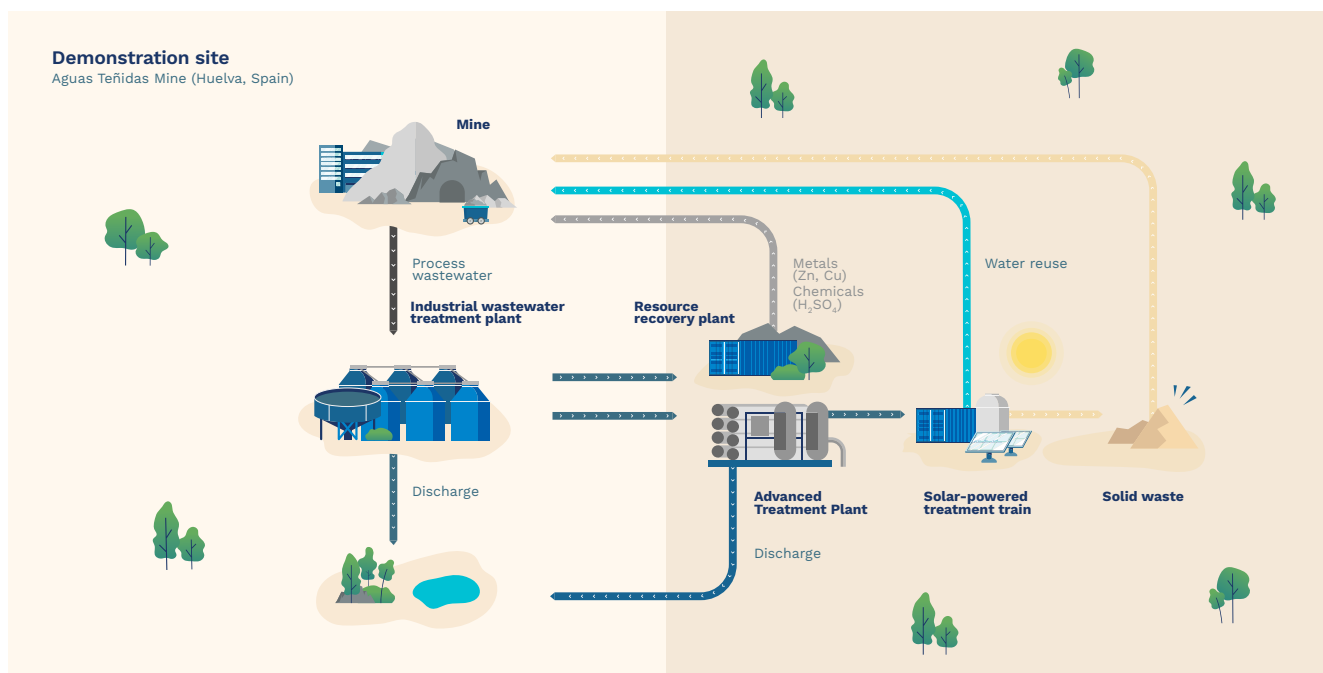 Demonstration site
Aguas Teñidas Mine (Huelva, Spain)
Mine
Process
wastewater
Industrial wastewater
treatment plant
Resource
recovery plant
Metals
(Zn, Cu)
Chemicals
(H₂SO₄)
Water reuse
Discharge
Advanced
Treatment Plant
Solar-powered
treatment train
Solid waste
Discharge